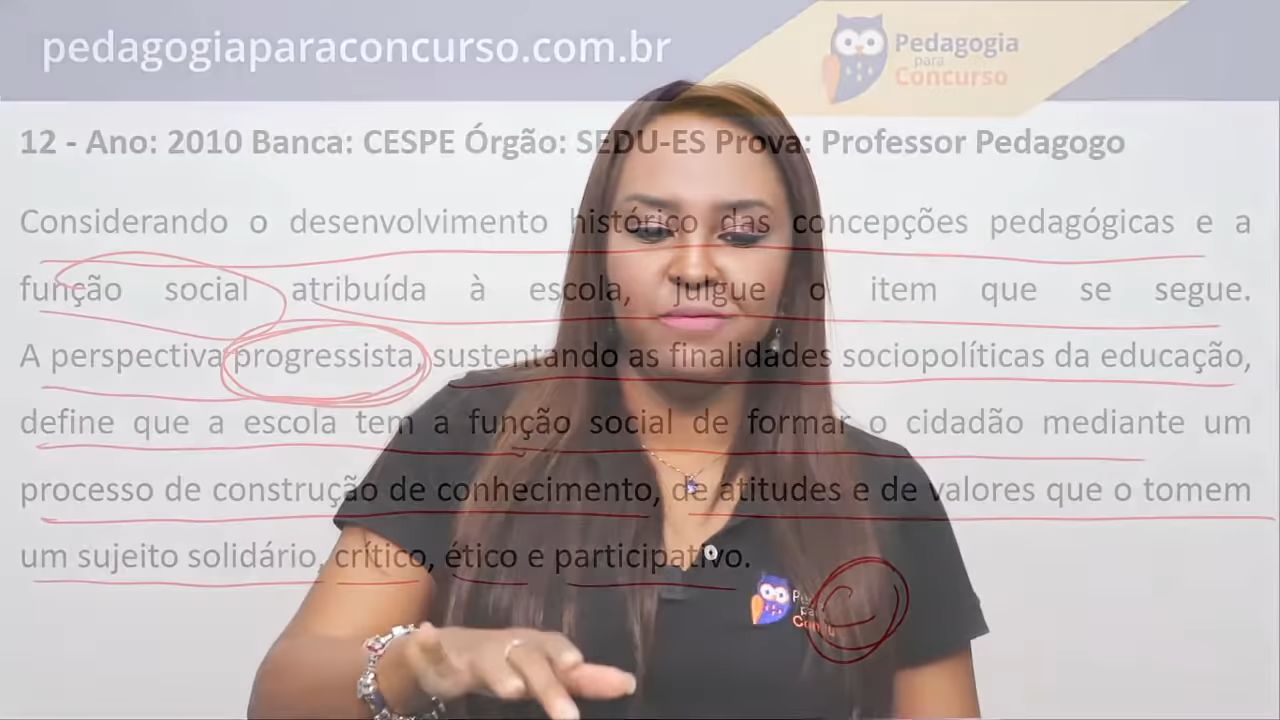 pedagogiaparaconcurso.com.br
Pedagogia
para
Concurso
12 - Ano: 2010 Banca: CESPE Órgão: SEDU-ES Prova: Professor Pedagogo
Considerando o desenvolvimento histórico das concepções pedagógicas e a
função social atribuída à escola, julgue o item que se segue.
A perspectiva progressista, sustentando as finalidades sociopolíticas da educação,
define que a escola tem a função social de formar o cidadão mediante um
processo de construção de conhecimento, de atitudes e de valores que o tomem
um sujeito solidário, crítico, ético e participativo.
C